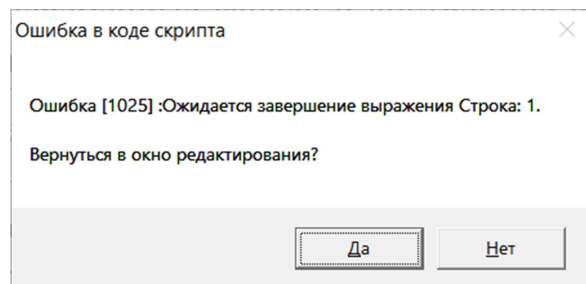 Ошибка в коде скрипта
Ошибка [1025] :Ожидается завершение выражения Строка: 1.
Вернуться в окно редактирования?
Да
Нет